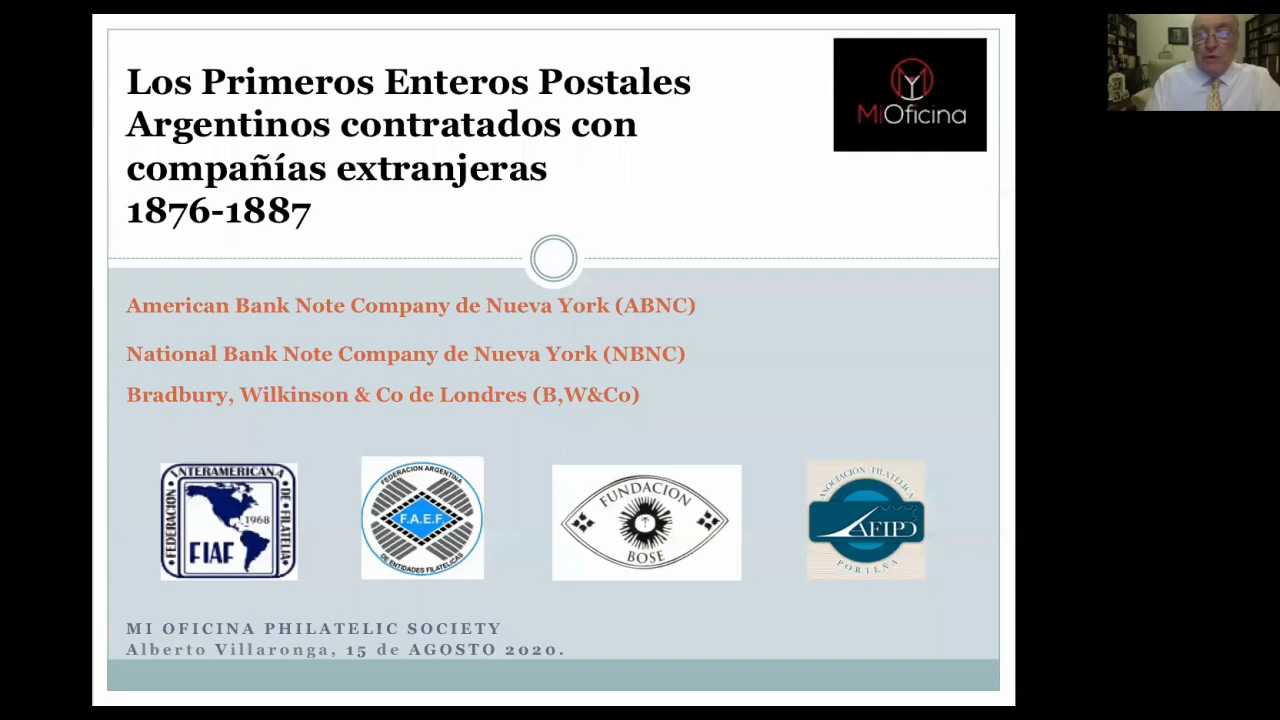 Los Primeros Enteros Postales
Argentinos contratados con
compañías extranjeras
1876-1887
MiOficina
American Bank Note Company de Nueva York (ABNC)
National Bank Note Company de Nueva York (NBNC)
Bradbury, Wilkinson & Co de Londres (B,W&Co)
FEDERACION INTERAMERICANA DE FILATELIA
1968
FIAF
FEDERACION ARGENTINA
F.A.E.F.
DE ENTIDADES FILATELICAS
FUNDACION
BOSE
ASOCIACIÓN FILATÉLICA
AFIPO
PORTEÑA
MI OFICINA PHILATELIC SOCIETY
Alberto Villaronga, 15 de AGOSTO 2020.